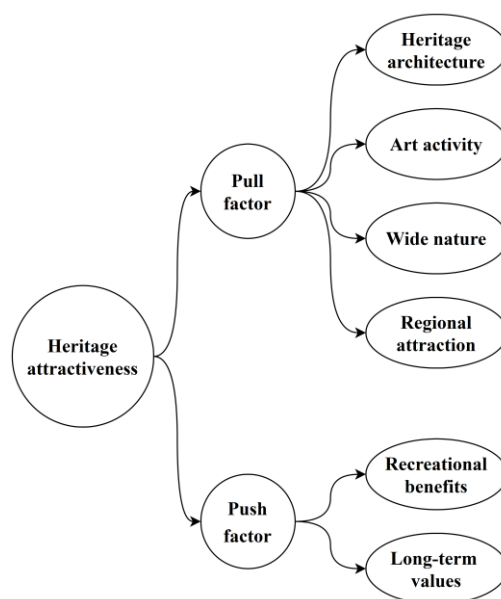 Heritage
architecture
Art activity
Pull
factor
Wide nature
Regional
attraction
Heritage
attractiveness
Recreational
benefits
Push
factor
Long-term
values